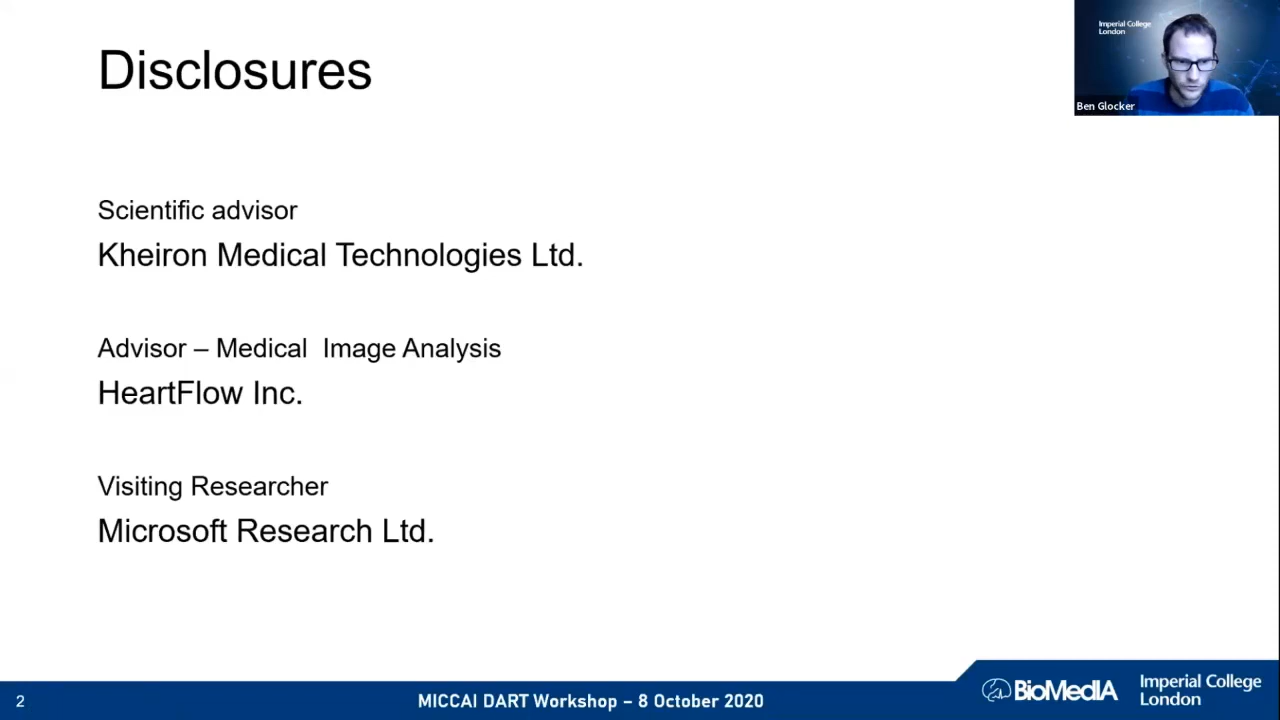 Disclosures
Imperial College
London
Ben Glocker
Scientific advisor
Kheiron Medical Technologies Ltd.
Advisor – Medical  Image Analysis
HeartFlow Inc.
Visiting Researcher
Microsoft Research Ltd.
2
MICCAI DART Workshop – 8 October 2020
BioMedIA
Imperial College
London